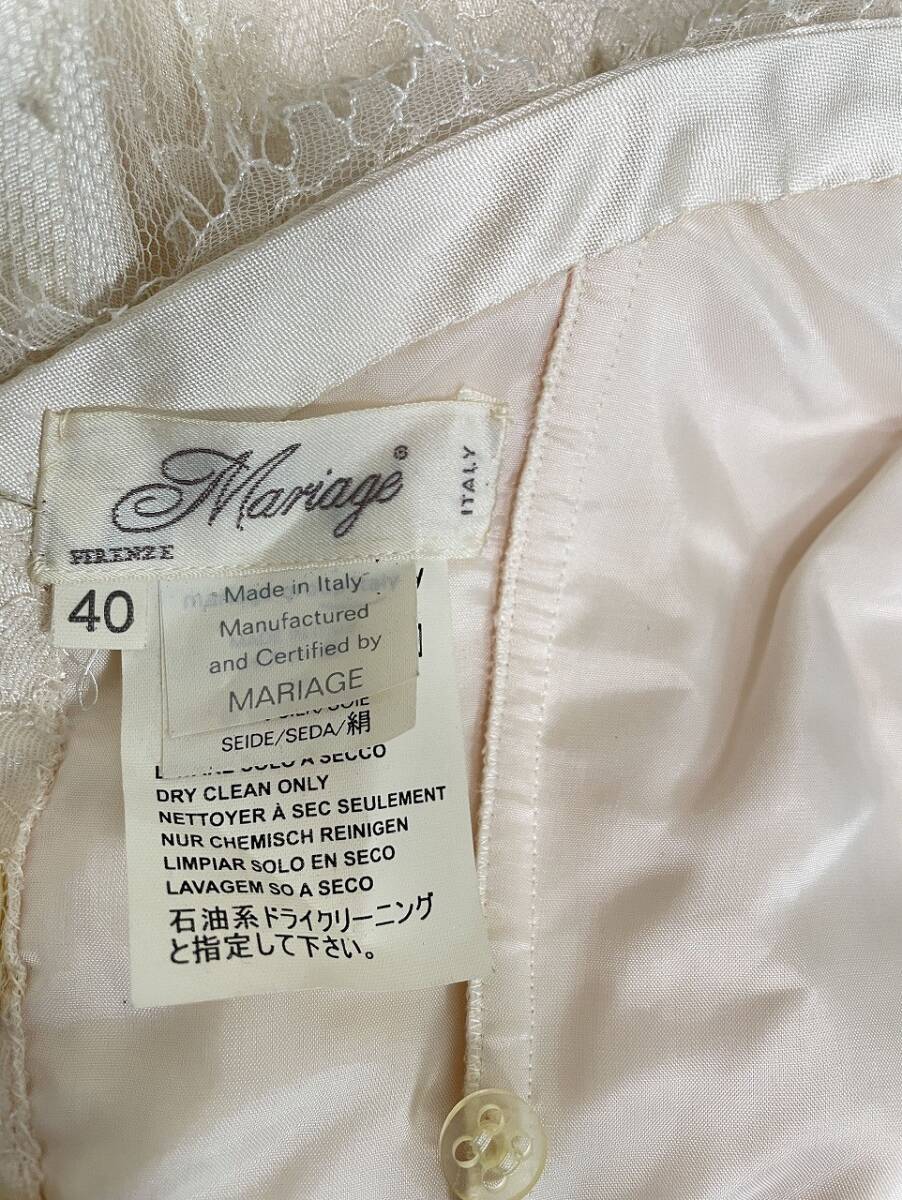 Mariage®
ITALY
FIRENZE
40
Made in Italy
Manufactured
and Certified by
MARIAGE
SEIDE/SEDA/絹
SOLO A SECCO
DRY CLEAN ONLY
NETTOYER À SEC SEULEMENT
NUR CHEMISCH REINIGEN
LIMPIAR SOLO EN SECO
LAVAGEM SO A SECO
石油系ドライクリーニング
と指定して下さい。